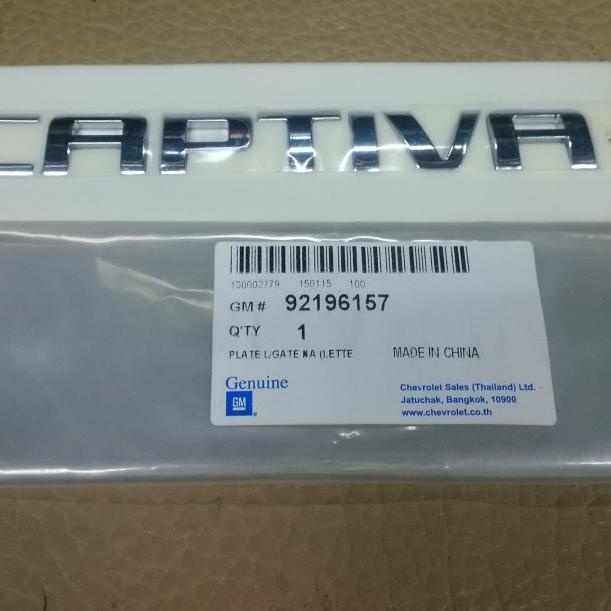 CAPTIVA
130002779 150115 100
GM # 92196157
Q'TY 1
PLATE L/GATE NA (LETTE MADE IN CHINA
Genuine
GM
Chevrolet Sales (Thailand) Ltd.
Jatuchak, Bangkok, 10900
www.chevrolet.co.th